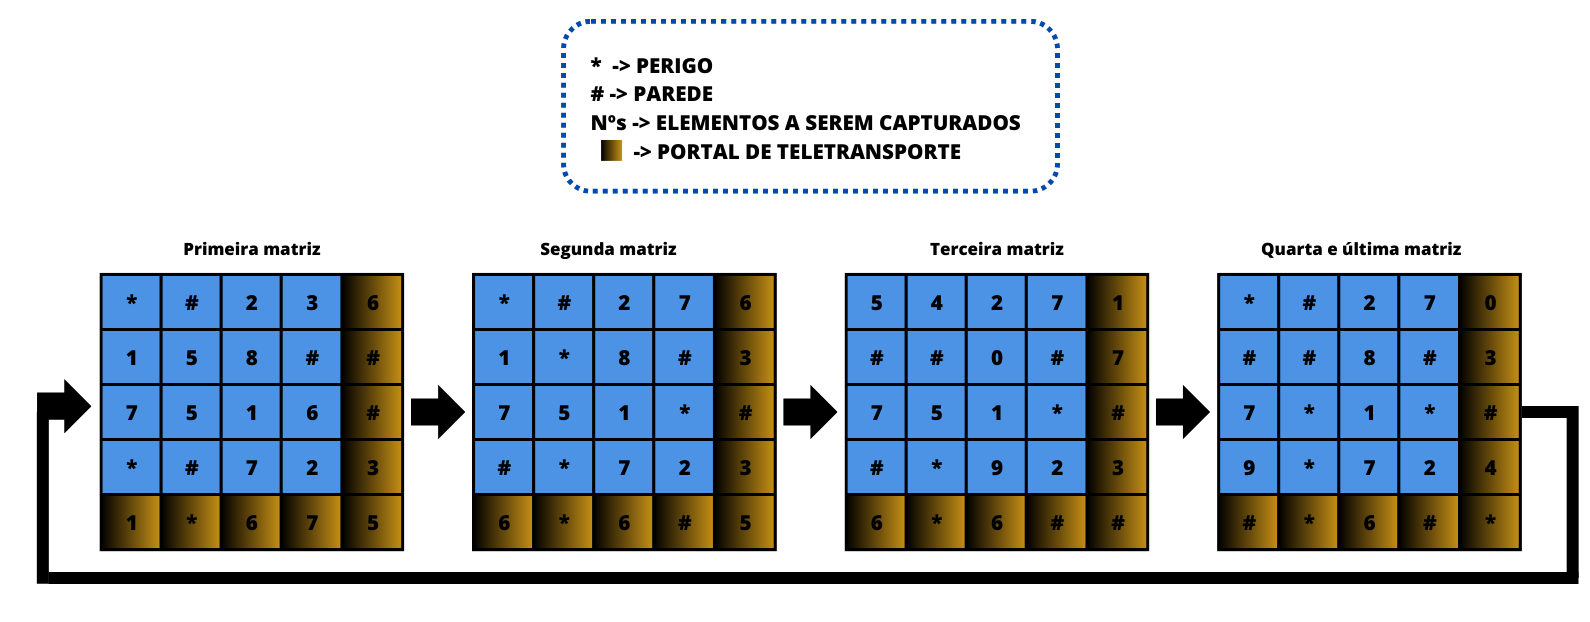 * -> PERIGO
# -> PAREDE
Nºs -> ELEMENTOS A SEREM CAPTURADOS
-> PORTAL DE TELETRANSPORTE
Primeira matriz
* # 2 3 6
1 5 8 # #
7 5 1 6 #
* # 7 2 3
1 * 6 7 5
Segunda matriz
* # 2 7 6
1 * 8 # 3
7 5 1 * #
# * 7 2 3
6 * 6 # 5
Terceira matriz
5 4 2 7 1
# # 0 # 7
7 5 1 * #
# * 9 2 3
6 * 6 # #
Quarta e última matriz
* # 2 7 0
# # 8 # 3
7 * 1 * #
9 * 7 2 4
# * 6 # *